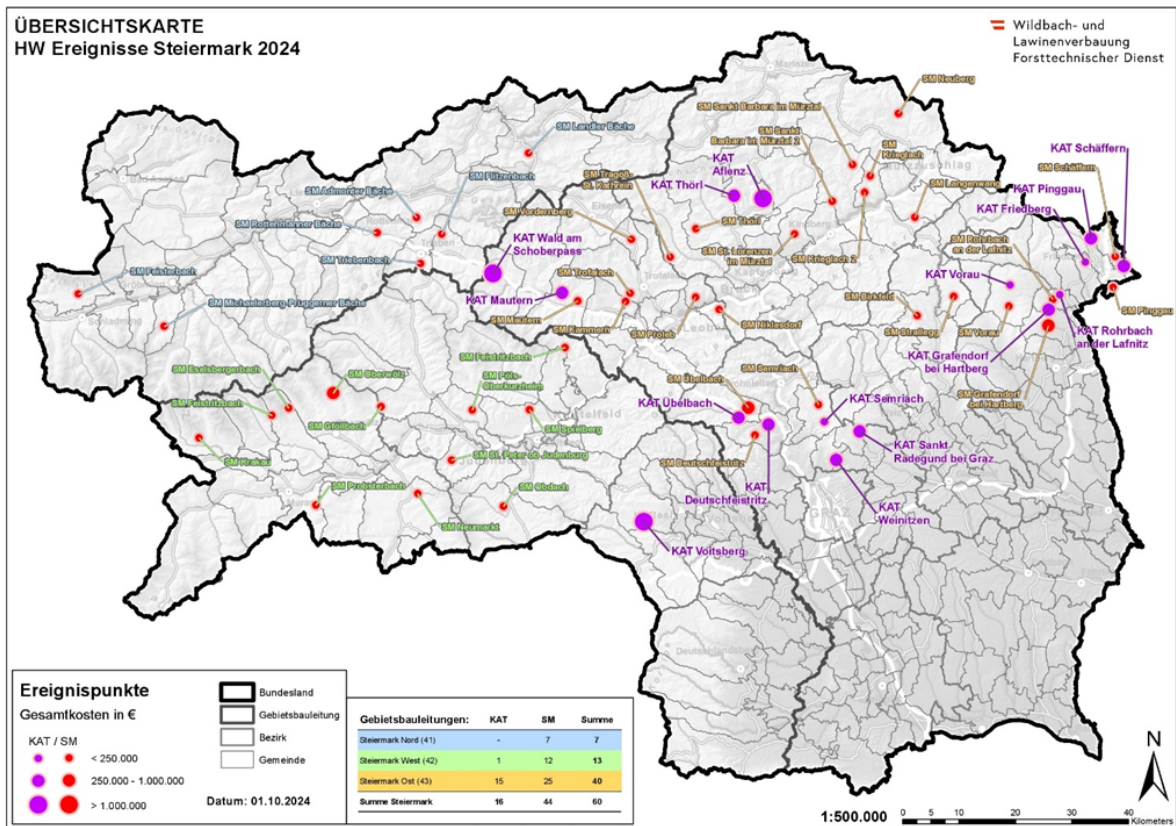 ÜBERSICHTSKARTE
HW Ereignisse Steiermark 2024
Wildbach- und
Lawinenverbauung
Forsttechnischer Dienst
SM Neuberg
SM Sankt Barbara im Mürztal
SM Sankt
Barbara im Mürztal 2
SM
Krieglach
SM Landler Bäche
KAT Schäffern
SM Schäffern
KAT
Aflenz
KAT Thörl
SM Tragöß-
St. Kathrein
SM Langenwang
KAT Pinggau
KAT Friedberg
SM Admonter Bäche
SM Flitzenbach
SM Rottenmanner Bäche
SM Vordernberg
SM Thörl
SM St. Lorenzen
im Mürztal
SM Krieglach 2
SM Rohrbach
an der Lafnitz
KAT Wald am
Schoberpass
SM Triebenbach
SM Feisterbach
SM Trofaiach
KAT Vorau
KAT Mautern
SM Michaelerberg-Pruggerner Bäche
SM Mautern
SM Kammern
SM Proleb
SM Niklasdorf
SM Birkfeld
SM Strallegg
SM Vorau
SM Pinggau
KAT Rohrbach
an der Lafnitz
KAT Grafendorf
bei Hartberg
SM Grafendorf
bei Hartberg
SM Feistritzbach
SM Eselsbergerbach
SM Oberwölz
SM Pöls-
Oberkurzheim
SM Übelbach
SM Semriach
SM Feistritzbach
SM Gföllbach
SM Spreiberg
KAT Übelbach
KAT Semriach
KAT Sankt
Radegund bei Graz
SM Krakau
SM St. Peter ob Judenburg
SM Deutschfeistritz
KAT
Deutschfeistritz
KAT
Weinitzen
SM Probsterbach
SM Neumarkt
SM Obdach
GRAZ
KAT Voitsberg
Deutschlandsberg
Ereignispunkte
Gesamtkosten in €
KAT / SM
< 250.000
250.000 - 1.000.000
> 1.000.000
Bundesland
Gebietsbauleitung
Bezirk
Gemeinde
Datum: 01.10.2024
Gebietsbauleitungen: KAT SM Summe
Steiermark Nord (41) - 7 7
Steiermark West (42) 1 12 13
Steiermark Ost (43) 15 25 40
Summe Steiermark 16 44 60
N
1:500.000
0 5 10 20 30 40
Kilometers